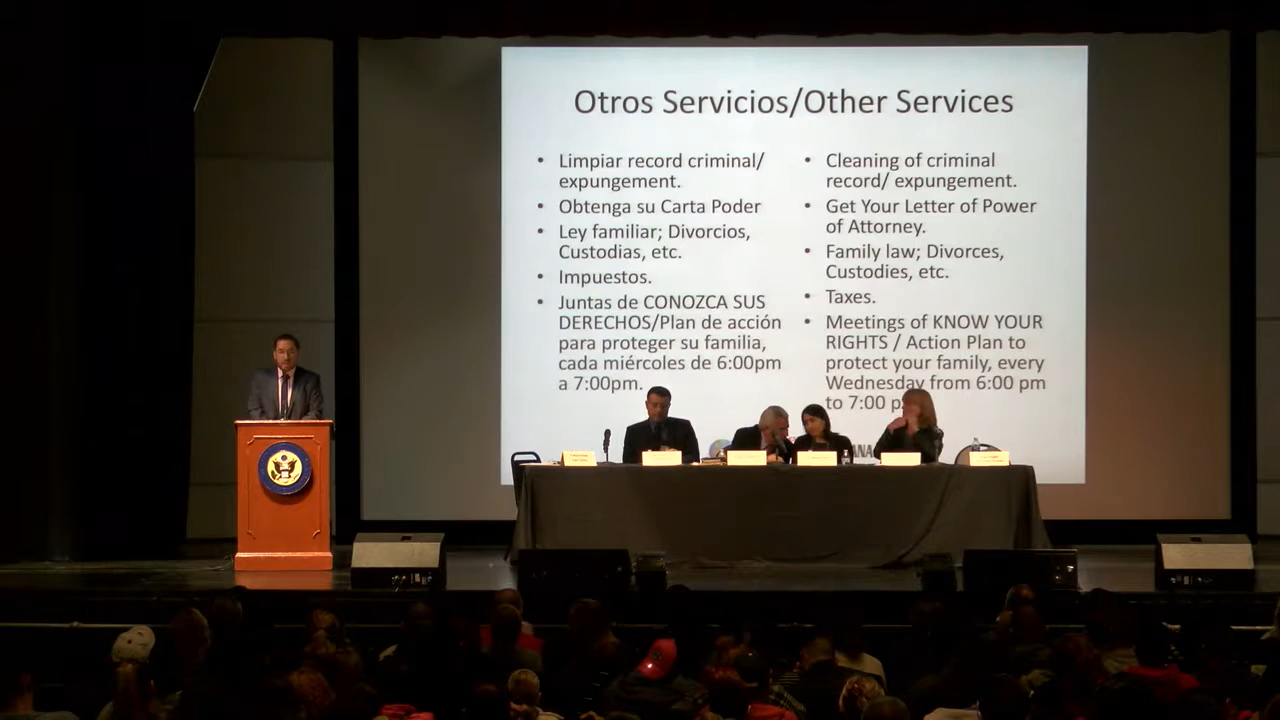 Otros Servicios/Other Services
• Limpiar record criminal/
expungement.
• Obtenga su Carta Poder
• Ley familiar; Divorcios,
Custodias, etc.
• Impuestos.
• Juntas de CONOZCA SUS
DERECHOS/Plan de acción
para proteger su familia,
cada miércoles de 6:00pm
a 7:00pm.
• Cleaning of criminal
record/ expungement.
• Get Your Letter of Power
of Attorney.
• Family law; Divorces,
Custodies, etc.
• Taxes.
• Meetings of KNOW YOUR
RIGHTS / Action Plan to
protect your family, every
Wednesday from 6:00 pm
to 7:00 p